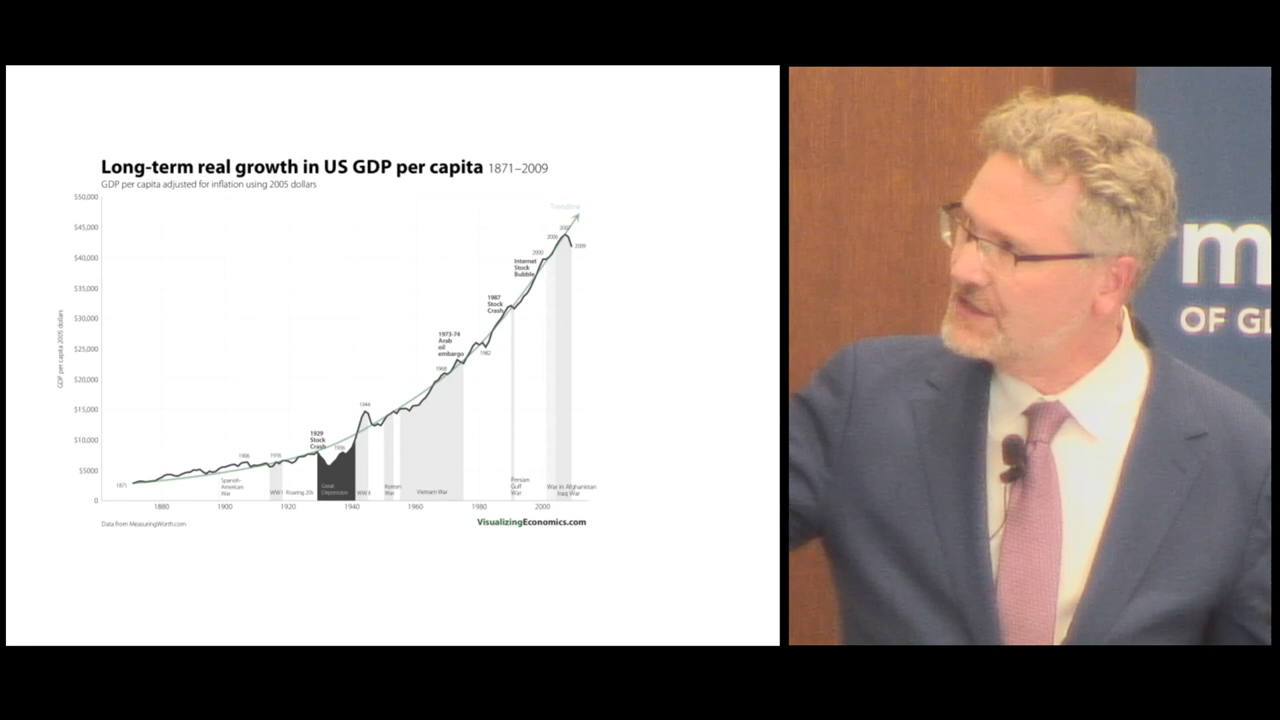 Long-term real growth in US GDP per capita 1871–2009
GDP per capita adjusted for inflation using 2005 dollars
$50,000
$45,000
$40,000
$35,000
$30,000
$25,000
$20,000
$15,000
$10,000
$5000
0
GDP per capita 2005 dollars
Trendline
2007
2006
2009
2000
Internet
Stock
Bubble
1987
Stock
Crash
1973-74
Arab
oil
embargo
1982
1968
1944
1929
Stock
Crash
1906
1916
1936
1871
Spanish-
American
War
WW I
Roaring 20s
Great
Depression
WW II
Korean
War
Vietnam War
Persian
Gulf
War
War in Afghanistan
Iraq War
1880
1900
1920
1940
1960
1980
2000
Data from MeasuringWorth.com
VisualizingEconomics.com
m
OF GL